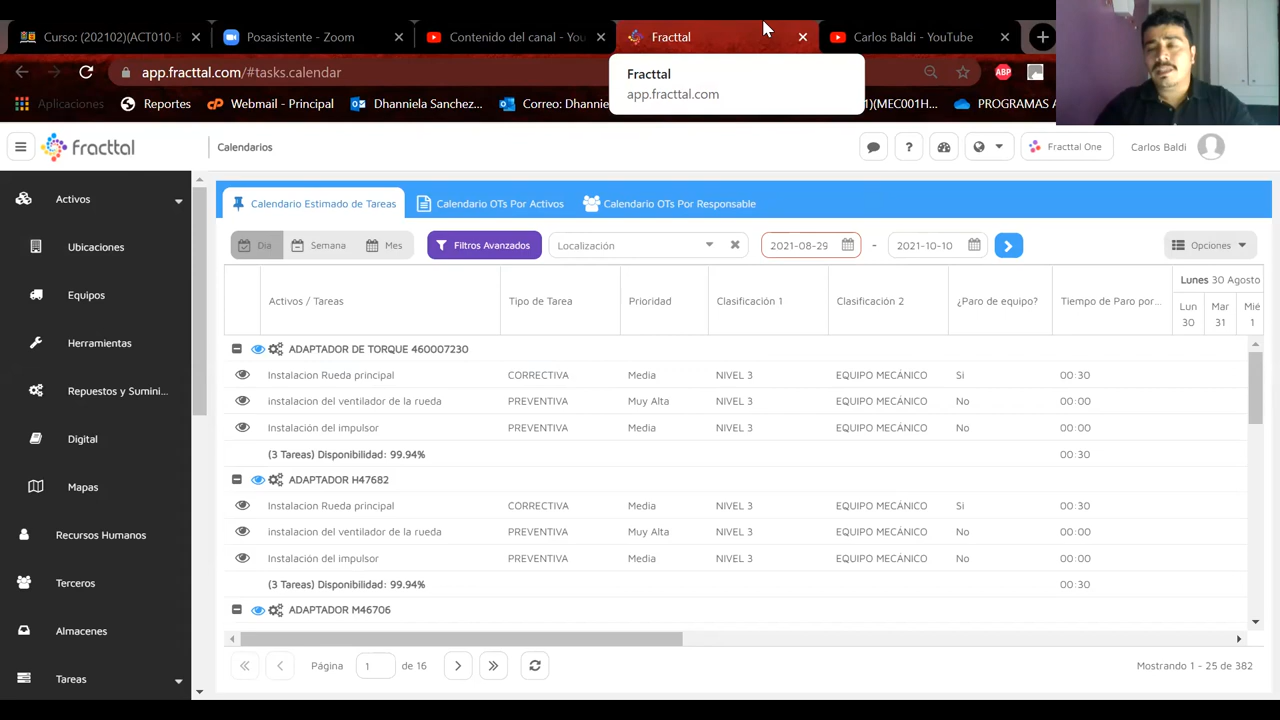 Curso: (202102)(ACT010-E
Posasistente - Zoom
Contenido del canal - You
Fracttal
Carlos Baldi - YouTube
app.fracttal.com/#tasks.calendar
Fracttal
app.fracttal.com
ABP
Aplicaciones
Reportes
Webmail - Principal
Dhanniela Sanchez...
Correo: Dhannie
)(MEC001H...
PROGRAMAS A
fracttal
Calendarios
Fracttal One
Carlos Baldi
Activos
Ubicaciones
Equipos
Herramientas
Repuestos y Sumini...
Digital
Mapas
Recursos Humanos
Terceros
Almacenes
Tareas
Calendario Estimado de Tareas
Calendario OTs Por Activos
Calendario OTs Por Responsable
Día
Semana
Mes
Filtros Avanzados
Localización
2021-08-29
-
2021-10-10
Opciones
Activos / Tareas
Tipo de Tarea
Prioridad
Clasificación 1
Clasificación 2
¿Paro de equipo?
Tiempo de Paro por...
Lunes 30 Agosto
Lun 30
Mar 31
Mié 1
ADAPTADOR DE TORQUE 460007230
Instalacion Rueda principal CORRECTIVA Media NIVEL 3 EQUIPO MECÁNICO Si 00:30
instalacion del ventilador de la rueda PREVENTIVA Muy Alta NIVEL 3 EQUIPO MECÁNICO No 00:00
Instalación del impulsor PREVENTIVA Media NIVEL 3 EQUIPO MECÁNICO No 00:00
(3 Tareas) Disponibilidad: 99.94% 00:30
ADAPTADOR H47682
Instalacion Rueda principal CORRECTIVA Media NIVEL 3 EQUIPO MECÁNICO Si 00:30
instalacion del ventilador de la rueda PREVENTIVA Muy Alta NIVEL 3 EQUIPO MECÁNICO No 00:00
Instalación del impulsor PREVENTIVA Media NIVEL 3 EQUIPO MECÁNICO No 00:00
(3 Tareas) Disponibilidad: 99.94% 00:30
ADAPTADOR M46706
Página 1 de 16
Mostrando 1 - 25 de 382